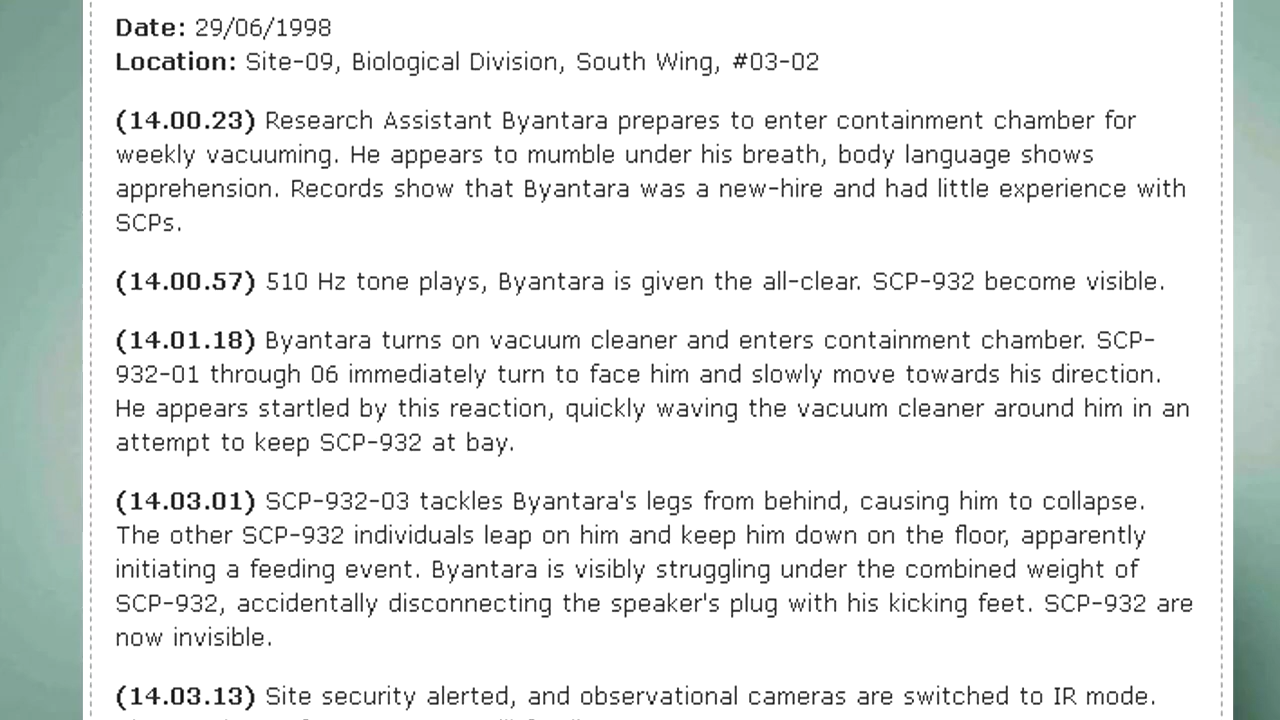 Date: 29/06/1998
Location: Site-09, Biological Division, South Wing, #03-02
(14.00.23) Research Assistant Byantara prepares to enter containment chamber for
weekly vacuuming. He appears to mumble under his breath, body language shows
apprehension. Records show that Byantara was a new-hire and had little experience with
SCPs.
(14.00.57) 510 Hz tone plays, Byantara is given the all-clear. SCP-932 become visible.
(14.01.18) Byantara turns on vacuum cleaner and enters containment chamber. SCP-
932-01 through 06 immediately turn to face him and slowly move towards his direction.
He appears startled by this reaction, quickly waving the vacuum cleaner around him in an
attempt to keep SCP-932 at bay.
(14.03.01) SCP-932-03 tackles Byantara's legs from behind, causing him to collapse.
The other SCP-932 individuals leap on him and keep him down on the floor, apparently
initiating a feeding event. Byantara is visibly struggling under the combined weight of
SCP-932, accidentally disconnecting the speaker's plug with his kicking feet. SCP-932 are
now invisible.
(14.03.13) Site security alerted, and observational cameras are switched to IR mode.